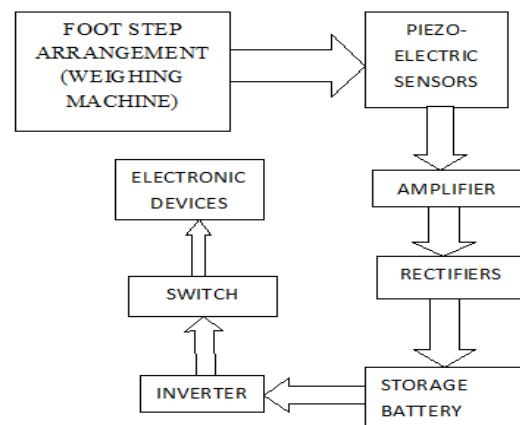 FOOT STEP
ARRANGEMENT
(WEIGHING
MACHINE)
PIEZO-
ELECTRIC
SENSORS
AMPLIFIER
RECTIFIERS
STORAGE
BATTERY
INVERTER
SWITCH
ELECTRONIC
DEVICES